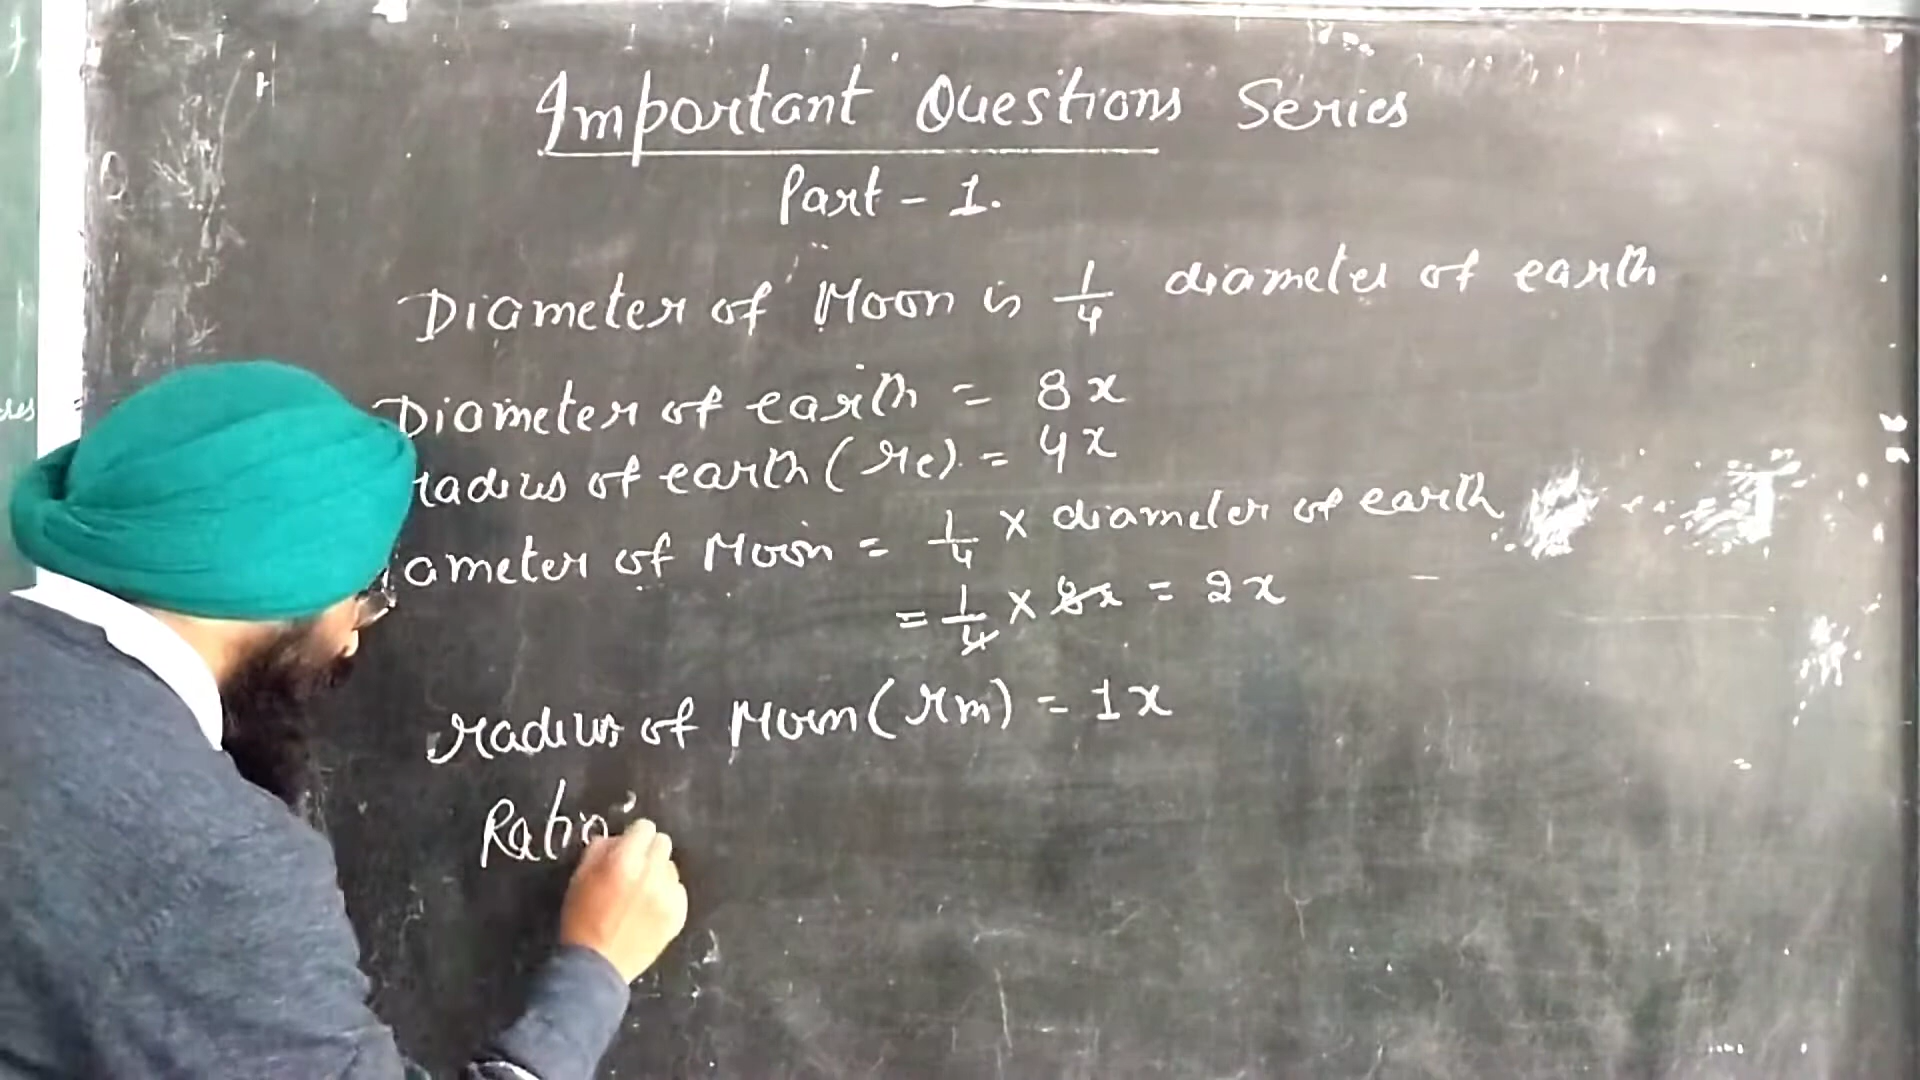 Important Questions Series
Part - 1.
Diameter of Moon is 1/4 diameter of earth
Diameter of earth = 8x
radius of earth (re) = 4x
iameter of Moon = 1/4 × diameter of earth
= 1/4 × 8x = 2x
radius of Moon (rm) = 1x
Ratio